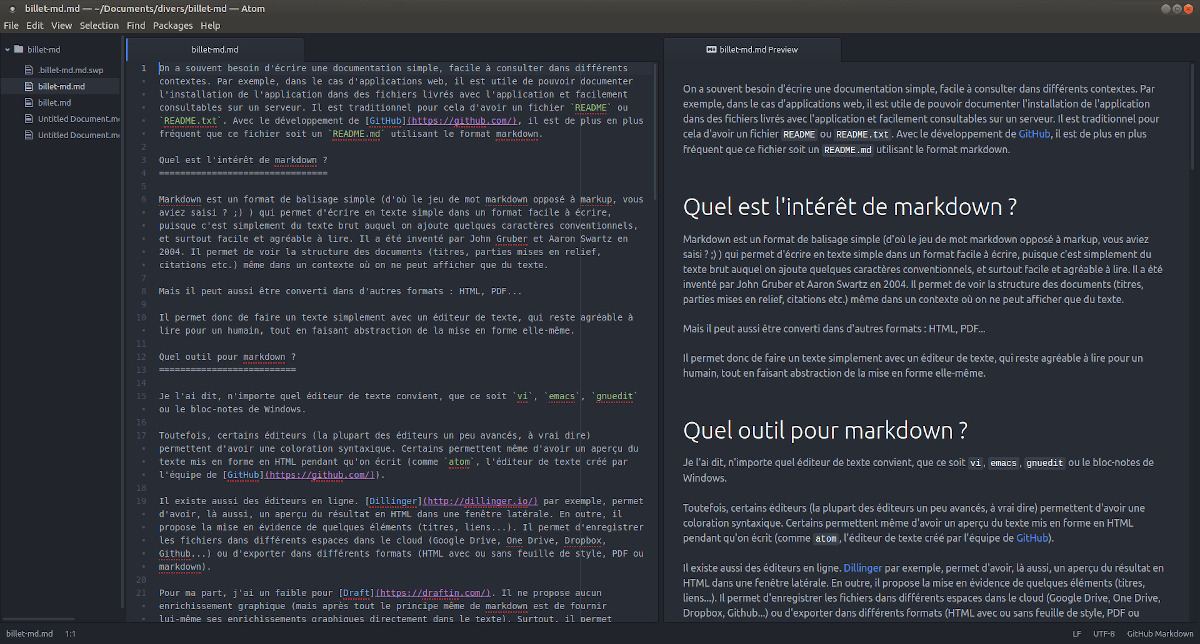 billet-md.md — ~/Documents/divers/billet-md — Atom
File Edit View Selection Find Packages Help
billet-md
.billet-md.md.swp
billet-md.md
billet.md
Untitled Document.m
Untitled Document.m
billet-md.md
1 On a souvent besoin d'écrire une documentation simple, facile à consulter dans différents
contextes. Par exemple, dans le cas d'applications web, il est utile de pouvoir documenter
l'installation de l'application dans des fichiers livrés avec l'application et facilement
consultables sur un serveur. Il est traditionnel pour cela d'avoir un fichier `README` ou
`README.txt`. Avec le développement de [GitHub](https://github.com/), il est de plus en plus
fréquent que ce fichier soit un `README.md` utilisant le format markdown.
2
3 Quel est l'intérêt de markdown ?
4 ================================
5
6 Markdown est un format de balisage simple (d'où le jeu de mot markdown opposé à markup, vous
aviez saisi ? ;) ) qui permet d'écrire en texte simple dans un format facile à écrire,
puisque c'est simplement du texte brut auquel on ajoute quelques caractères conventionnels,
et surtout facile et agréable à lire. Il a été inventé par John Gruber et Aaron Swartz en
2004. Il permet de voir la structure des documents (titres, parties mises en relief,
citations etc.) même dans un contexte où on ne peut afficher que du texte.
7
8 Mais il peut aussi être converti dans d'autres formats : HTML, PDF...
9
10 Il permet donc de faire un texte simplement avec un éditeur de texte, qui reste agréable à
lire pour un humain, tout en faisant abstraction de la mise en forme elle-même.
11
12 Quel outil pour markdown ?
13 ==========================
14
15 Je l'ai dit, n'importe quel éditeur de texte convient, que ce soit `vi`, `emacs`, `gnuedit`
ou le bloc-notes de Windows.
16
17 Toutefois, certains éditeurs (la plupart des éditeurs un peu avancés, à vrai dire)
permettent d'avoir une coloration syntaxique. Certains permettent même d'avoir un aperçu du
texte mis en forme en HTML pendant qu'on écrit (comme `atom`, l'éditeur de texte créé par
l'équipe de [GitHub](https://github.com/)).
18
19 Il existe aussi des éditeurs en ligne. [Dillinger](http://dillinger.io/) par exemple, permet
d'avoir, là aussi, un aperçu du résultat en HTML dans une fenêtre latérale. En outre, il
propose la mise en évidence de quelques éléments (titres, liens...). Il permet d'enregistrer
les fichiers dans différents espaces dans le cloud (Google Drive, One Drive, Dropbox,
Github...) ou d'exporter dans différents formats (HTML avec ou sans feuille de style, PDF ou
markdown).
20
21 Pour ma part, j'ai un faible pour [Draft](https://draftin.com/). Il ne propose aucun
enrichissement graphique (mais après tout le principe même de markdown est de fournir
lui-même ses enrichissements graphiques directement dans le texte). Surtout, il permet
billet-md.md Preview
On a souvent besoin d'écrire une documentation simple, facile à consulter dans différents contextes. Par
exemple, dans le cas d'applications web, il est utile de pouvoir documenter l'installation de l'application
dans des fichiers livrés avec l'application et facilement consultables sur un serveur. Il est traditionnel pour
cela d'avoir un fichier README ou README.txt. Avec le développement de GitHub, il est de plus en plus
fréquent que ce fichier soit un README.md utilisant le format markdown.
Quel est l'intérêt de markdown ?
Markdown est un format de balisage simple (d'où le jeu de mot markdown opposé à markup, vous aviez
saisi ? ;) ) qui permet d'écrire en texte simple dans un format facile à écrire, puisque c'est simplement du
texte brut auquel on ajoute quelques caractères conventionnels, et surtout facile et agréable à lire. Il a été
inventé par John Gruber et Aaron Swartz en 2004. Il permet de voir la structure des documents (titres,
parties mises en relief, citations etc.) même dans un contexte où on ne peut afficher que du texte.
Mais il peut aussi être converti dans d'autres formats : HTML, PDF...
Il permet donc de faire un texte simplement avec un éditeur de texte, qui reste agréable à lire pour un
humain, tout en faisant abstraction de la mise en forme elle-même.
Quel outil pour markdown ?
Je l'ai dit, n'importe quel éditeur de texte convient, que ce soit vi, emacs, gnuedit ou le bloc-notes de
Windows.
Toutefois, certains éditeurs (la plupart des éditeurs un peu avancés, à vrai dire) permettent d'avoir une
coloration syntaxique. Certains permettent même d'avoir un aperçu du texte mis en forme en HTML
pendant qu'on écrit (comme atom, l'éditeur de texte créé par l'équipe de GitHub).
Il existe aussi des éditeurs en ligne. Dillinger par exemple, permet d'avoir, là aussi, un aperçu du résultat en
HTML dans une fenêtre latérale. En outre, il propose la mise en évidence de quelques éléments (titres,
liens...). Il permet d'enregistrer les fichiers dans différents espaces dans le cloud (Google Drive, One Drive,
Dropbox, Github...) ou d'exporter dans différents formats (HTML avec ou sans feuille de style, PDF ou
billet-md.md 1:1 LF UTF-8 GitHub Markdown